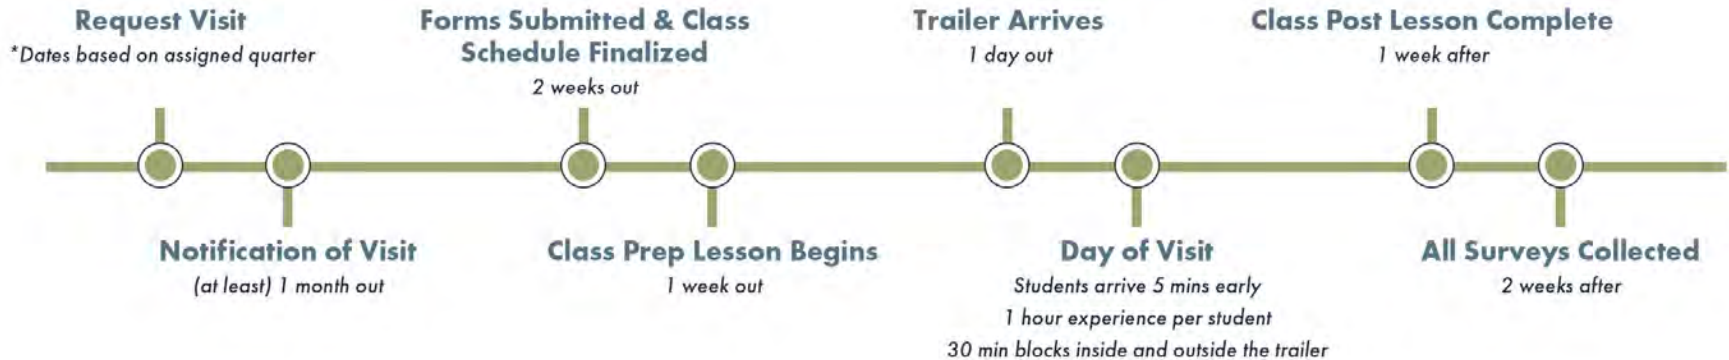 Request Visit
*Dates based on assigned quarter
Notification of Visit
(at least) 1 month out
Forms Submitted & Class
Schedule Finalized
2 weeks out
Class Prep Lesson Begins
1 week out
Trailer Arrives
1 day out
Day of Visit
Students arrive 5 mins early
1 hour experience per student
30 min blocks inside and outside the trailer
Class Post Lesson Complete
1 week after
All Surveys Collected
2 weeks after